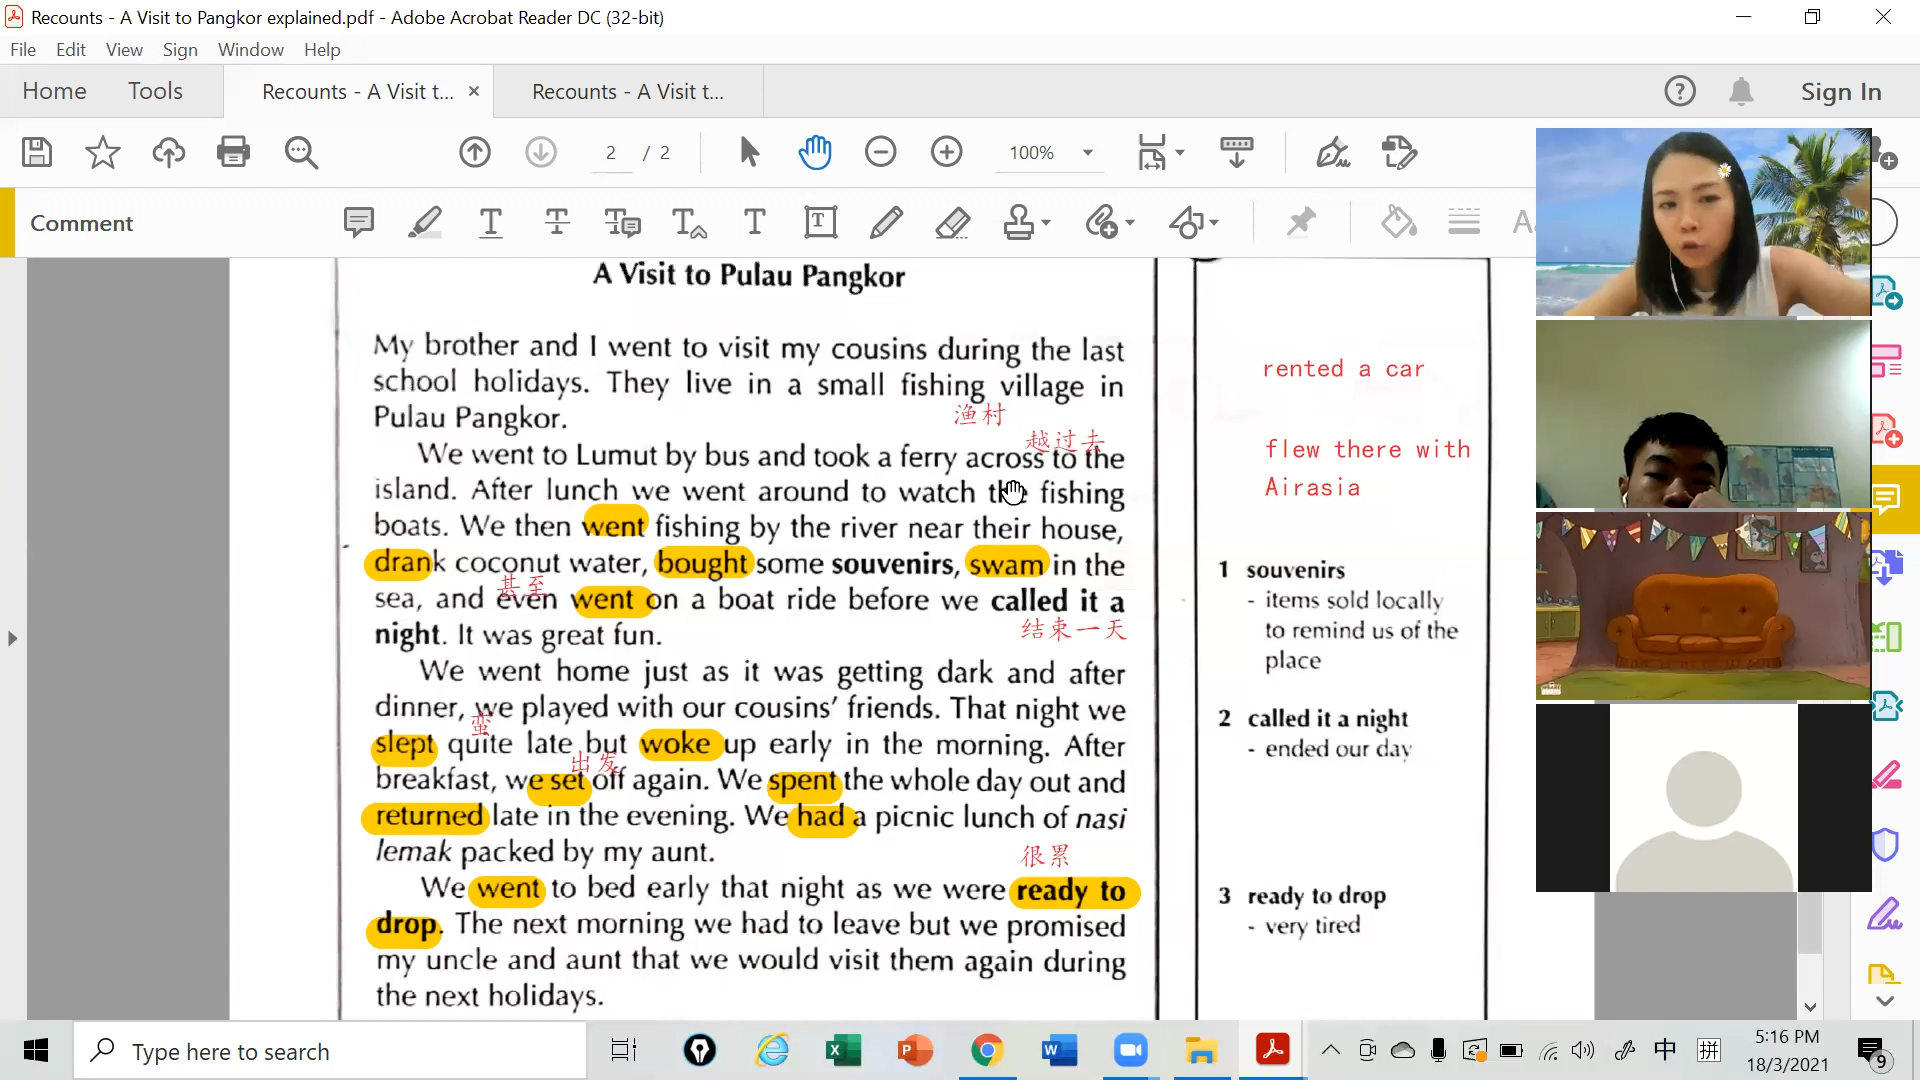 Recounts - A Visit to Pangkor explained.pdf - Adobe Acrobat Reader DC (32-bit)
File Edit View Sign Window Help
Home Tools Recounts - A Visit t... × Recounts - A Visit t... Sign In
2 / 2 100%
Comment
A Visit to Pulau Pangkor
My brother and I went to visit my cousins during the last
school holidays. They live in a small fishing village in
渔村
Pulau Pangkor.
越过去
We went to Lumut by bus and took a ferry across to the
island. After lunch we went around to watch the fishing
boats. We then went fishing by the river near their house,
drank coconut water, bought some souvenirs, swam in the
甚至
sea, and even went on a boat ride before we called it a
night. It was great fun.
结束一天
We went home just as it was getting dark and after
dinner, we played with our cousins' friends. That night we
蛮
slept quite late but woke up early in the morning. After
出发
breakfast, we set off again. We spent the whole day out and
returned late in the evening. We had a picnic lunch of nasi
lemak packed by my aunt.
很累
We went to bed early that night as we were ready to
drop. The next morning we had to leave but we promised
my uncle and aunt that we would visit them again during
the next holidays.
rented a car
flew there with
Airasia
1 souvenirs
- items sold locally
to remind us of the
place
2 called it a night
- ended our day
3 ready to drop
- very tired
Type here to search
中 拼
5:16 PM
18/3/2021
9